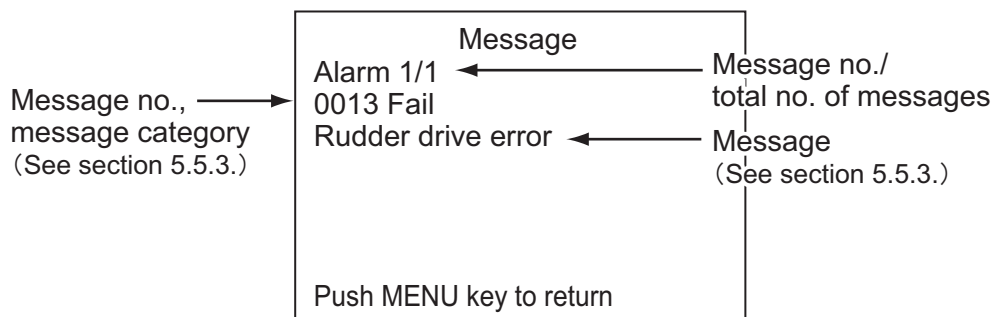 Message
Alarm 1/1
0013 Fail
Rudder drive error
Push MENU key to return
Message no.,
message category
(See section 5.5.3.)
Message no./
total no. of messages
Message
(See section 5.5.3.)